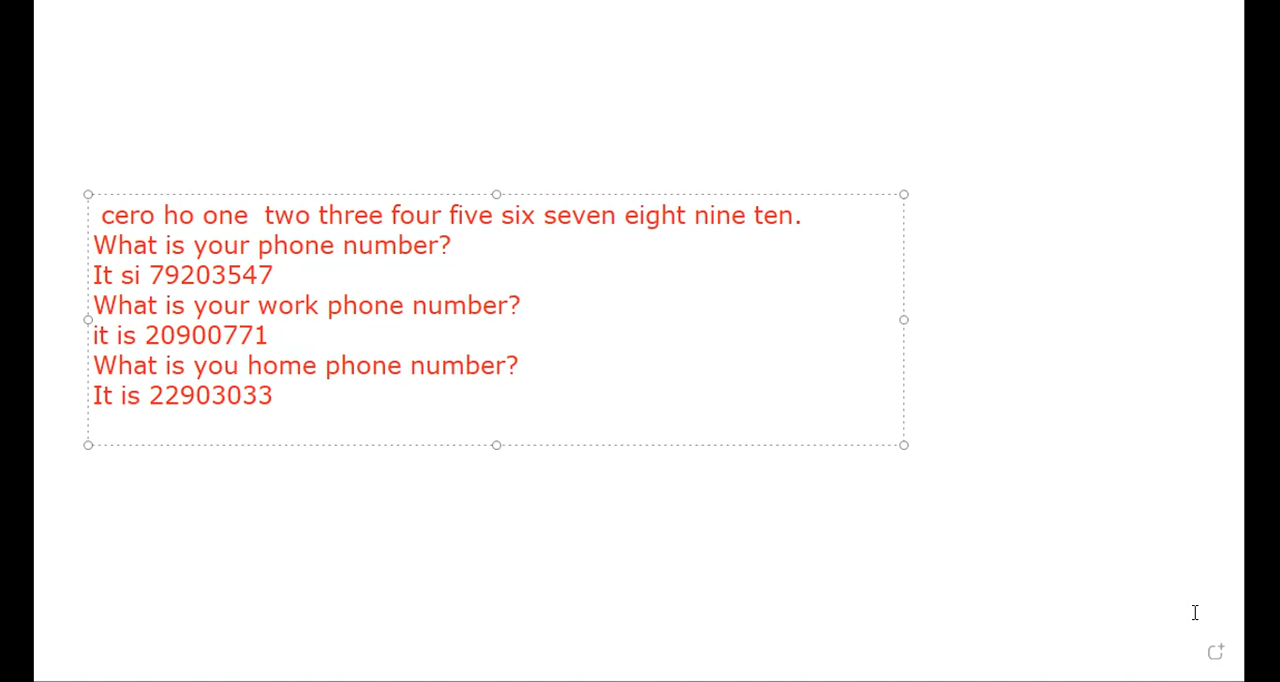 cero ho one  two three four five six seven eight nine ten.
What is your phone number?
It si 79203547
What is your work phone number?
it is 20900771
What is you home phone number?
It is 22903033